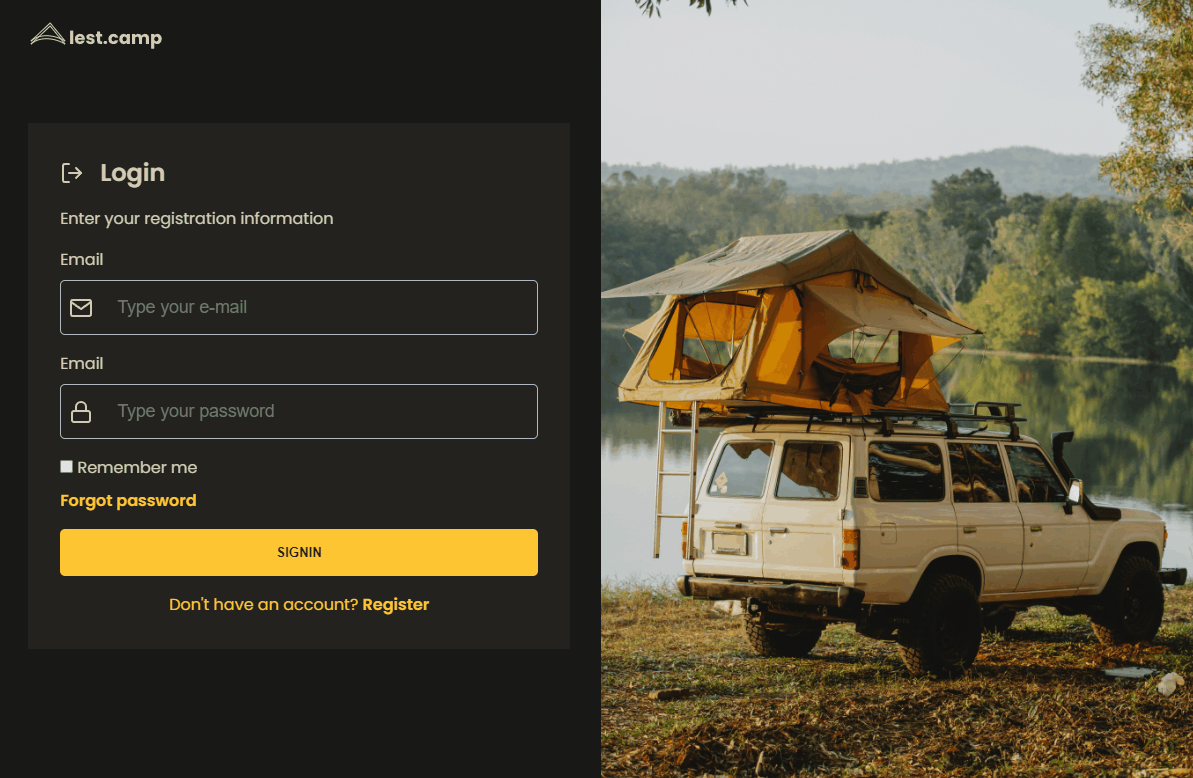 lest.camp
Login
Enter your registration information
Email
Type your e-mail
Email
Type your password
Remember me
Forgot password
SIGNIN
Don't have an account? Register